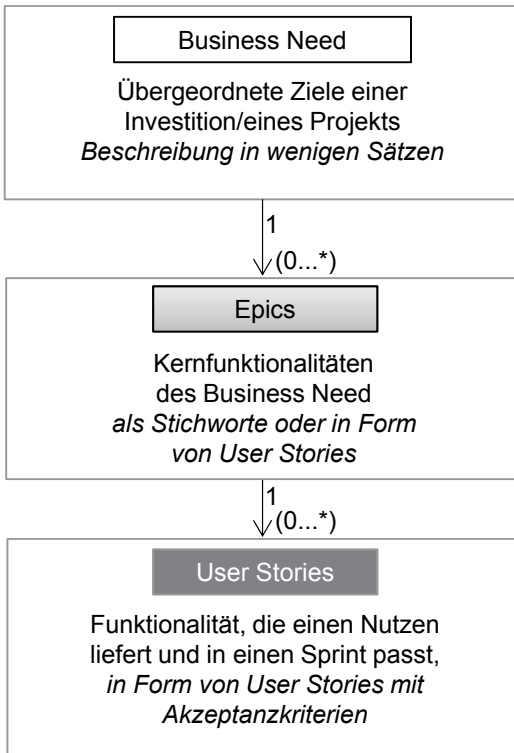 Business Need
Übergeordnete Ziele einer
Investition/eines Projekts
Beschreibung in wenigen Sätzen
1
(0...*)
Epics
Kernfunktionalitäten
des Business Need
als Stichworte oder in Form
von User Stories
1
(0...*)
User Stories
Funktionalität, die einen Nutzen
liefert und in einen Sprint passt,
in Form von User Stories mit
Akzeptanzkriterien